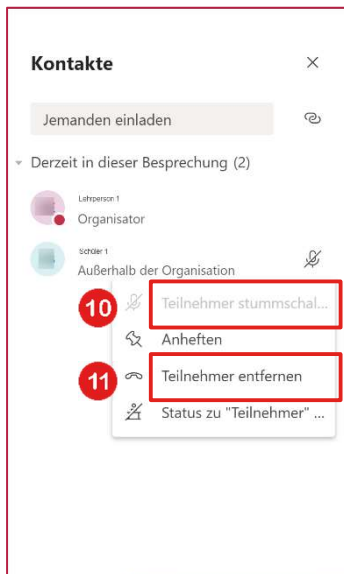 Kontakte
Jemanden einladen
Derzeit in dieser Besprechung (2)
Lehrperson 1
Organisator
Schüler 1
Außerhalb der Organisation
10 Teilnehmer stummschal...
Anheften
11 Teilnehmer entfernen
Status zu "Teilnehmer" ...